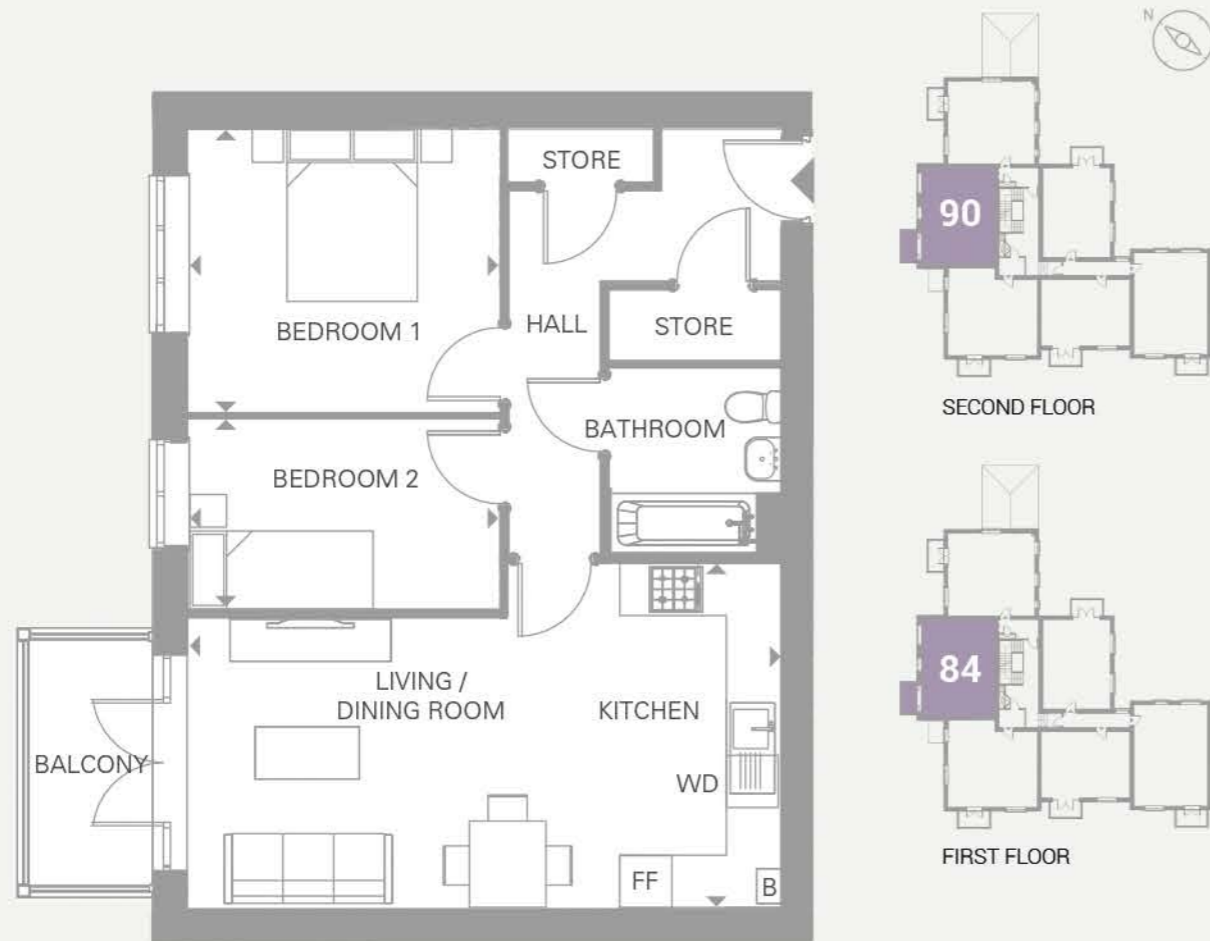 STORE
BEDROOM 1
HALL
STORE
BATHROOM
BEDROOM 2
LIVING /
DINING ROOM
KITCHEN
BALCONY
WD
FF
B
N
90
SECOND FLOOR
84
FIRST FLOOR